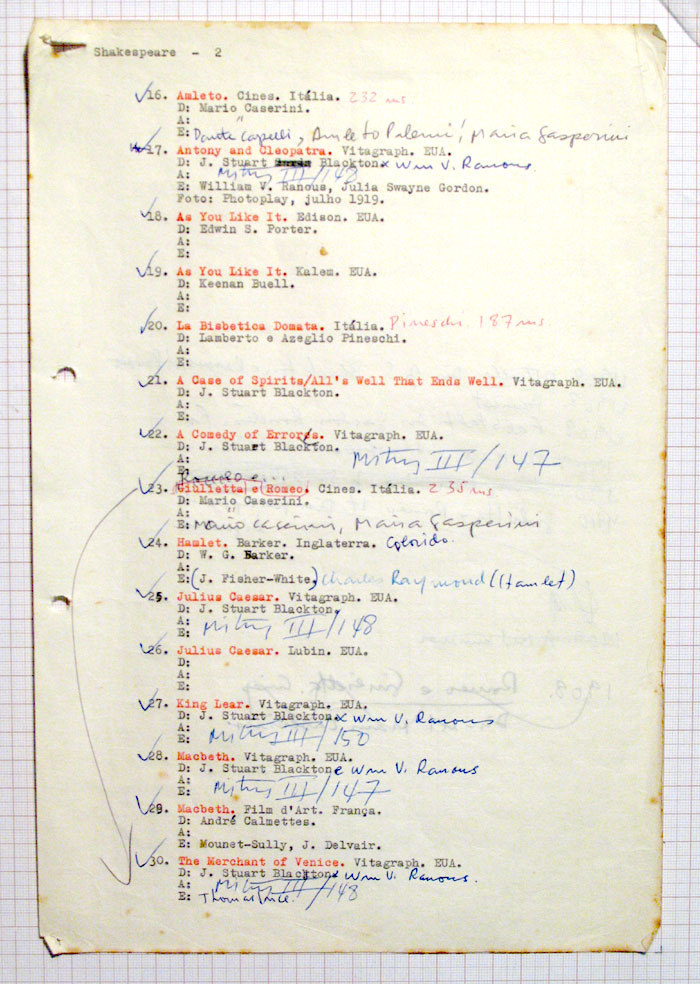 Shakespeare - 2
16. Amleto. Cines. Itália. 232 ms
D: Mario Caserini.
A:
E: Dante Capelli, Amleto Palermi, Maria Gasperini
17. Antony and Cleopatra. Vitagraph. EUA.
D: J. Stuart Blackton x Wm V. Ranous
A: Mitry III/148
E: William V. Ranous, Julia Swayne Gordon.
Foto: Photoplay, julho 1919.
18. As You Like It. Edison. EUA.
D: Edwin S. Porter.
A:
E:
19. As You Like It. Kalem. EUA.
D: Keenan Buell.
A:
E:
20. La Bisbetica Domata. Itália. Pineschi. 187 ms
D: Lamberto e Azeglio Pineschi.
A:
E:
21. A Case of Spirits/All's Well That Ends Well. Vitagraph. EUA.
D: J. Stuart Blackton.
A:
E:
22. A Comedy of Errors. Vitagraph. EUA.
D: J. Stuart Blackton.
A: Mitry III/147
E:
Romeo e...
23. Giulietta e Romeo. Cines. Itália. 235 ms
D: Mario Caserini.
A:
E: Mario Caserini, Maria Gasperini
24. Hamlet. Barker. Inglaterra. Colorido.
D: W. G. Barker.
A:
E: (J. Fisher-White,) Charles Raymond (Hamlet)
25. Julius Caesar. Vitagraph. EUA.
D: J. Stuart Blackton.
A:
E: Mitry III/148
26. Julius Caesar. Lubin. EUA.
D:
A:
E:
27. King Lear. Vitagraph. EUA.
D: J. Stuart Blackton x Wm V. Ranous
A: Mitry III/150
E:
28. Macbeth. Vitagraph. EUA.
D: J. Stuart Blackton e Wm V. Ranous
A: Mitry III/147
E:
29. Macbeth. Film d'Art. França.
D: André Calmettes.
A:
E: Mounet-Sully, J. Delvair.
30. The Merchant of Venice. Vitagraph. EUA.
D: J. Stuart Blackton x Wm V. Ranous.
A: Mitry III/148
E: Thomas Ince.